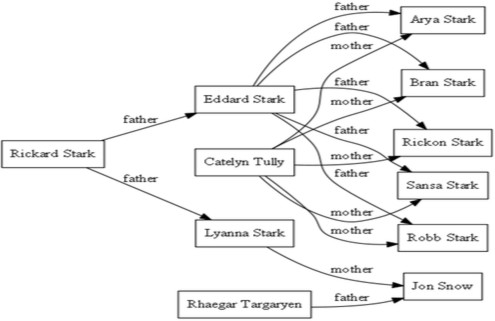 father
Arya Stark
father
mother
Bran Stark
father
Eddard Stark
mother
father
father
Rickon Stark
Rickard Stark
Catelyn Tully
mother
father
father
Sansa Stark
mother
Lyanna Stark
mother
Robb Stark
mother
Jon Snow
Rhaegar Targaryen
father